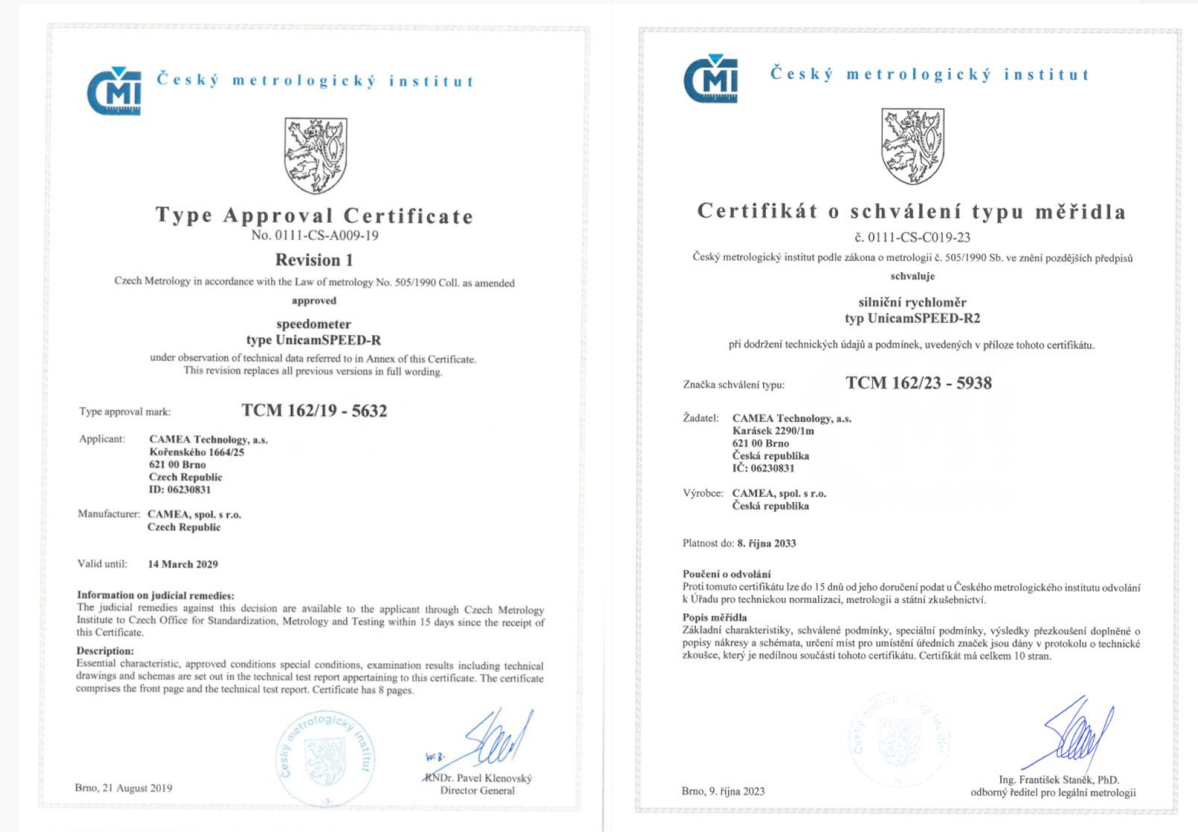 CMI Český metrologický institut
Type Approval Certificate
No. 0111-CS-A009-19
Revision 1
Czech Metrology in accordance with the Law of metrology No. 505/1990 Coll. as amended
approved
speedometer
type UnicamSPEED-R
under observation of technical data referred to in Annex of this Certificate.
This revision replaces all previous versions in full wording.
Type approval mark: TCM 162/19 - 5632
Applicant: CAMEA Technology, a.s.
Kořenského 1664/25
621 00 Brno
Czech Republic
ID: 06230831
Manufacturer: CAMEA, spol. s r.o.
Czech Republic
Valid until: 14 March 2029
Information on judicial remedies:
The judicial remedies against this decision are available to the applicant through Czech Metrology
Institute to Czech Office for Standardization, Metrology and Testing within 15 days since the receipt of
this Certificate.
Description:
Essential characteristic, approved conditions special conditions, examination results including technical
drawings and schemas are set out in the technical test report appertaining to this certificate. The certificate
comprises the front page and the technical test report. Certificate has 8 pages.
Český metrologický institut
RNDr. Pavel Klenovský
Director General
Brno, 21 August 2019
CMI Český metrologický institut
Certifikát o schválení typu měřidla
č. 0111-CS-C019-23
Český metrologický institut podle zákona o metrologii č. 505/1990 Sb. ve znění pozdějších předpisů
schvaluje
silniční rychloměr
typ UnicamSPEED-R2
při dodržení technických údajů a podmínek, uvedených v příloze tohoto certifikátu.
Značka schválení typu: TCM 162/23 - 5938
Žadatel: CAMEA Technology, a.s.
Karásek 2290/1m
621 00 Brno
Česká republika
IČ: 06230831
Výrobce: CAMEA, spol. s r.o.
Česká republika
Platnost do: 8. října 2033
Poučení o odvolání
Proti tomuto certifikátu lze do 15 dnů od jeho doručení podat u Českého metrologického institutu odvolání
k Úřadu pro technickou normalizaci, metrologii a státní zkušebnictví.
Popis měřidla
Základní charakteristiky, schválené podmínky, speciální podmínky, výsledky přezkoušení doplněné o
popisy nákresy a schémata, určení míst pro umístění úředních značek jsou dány v protokolu o technické
zkoušce, který je nedílnou součástí tohoto certifikátu. Certifikát má celkem 10 stran.
Ing. František Staněk, PhD.
odborný ředitel pro legální metrologii
Brno, 9. října 2023